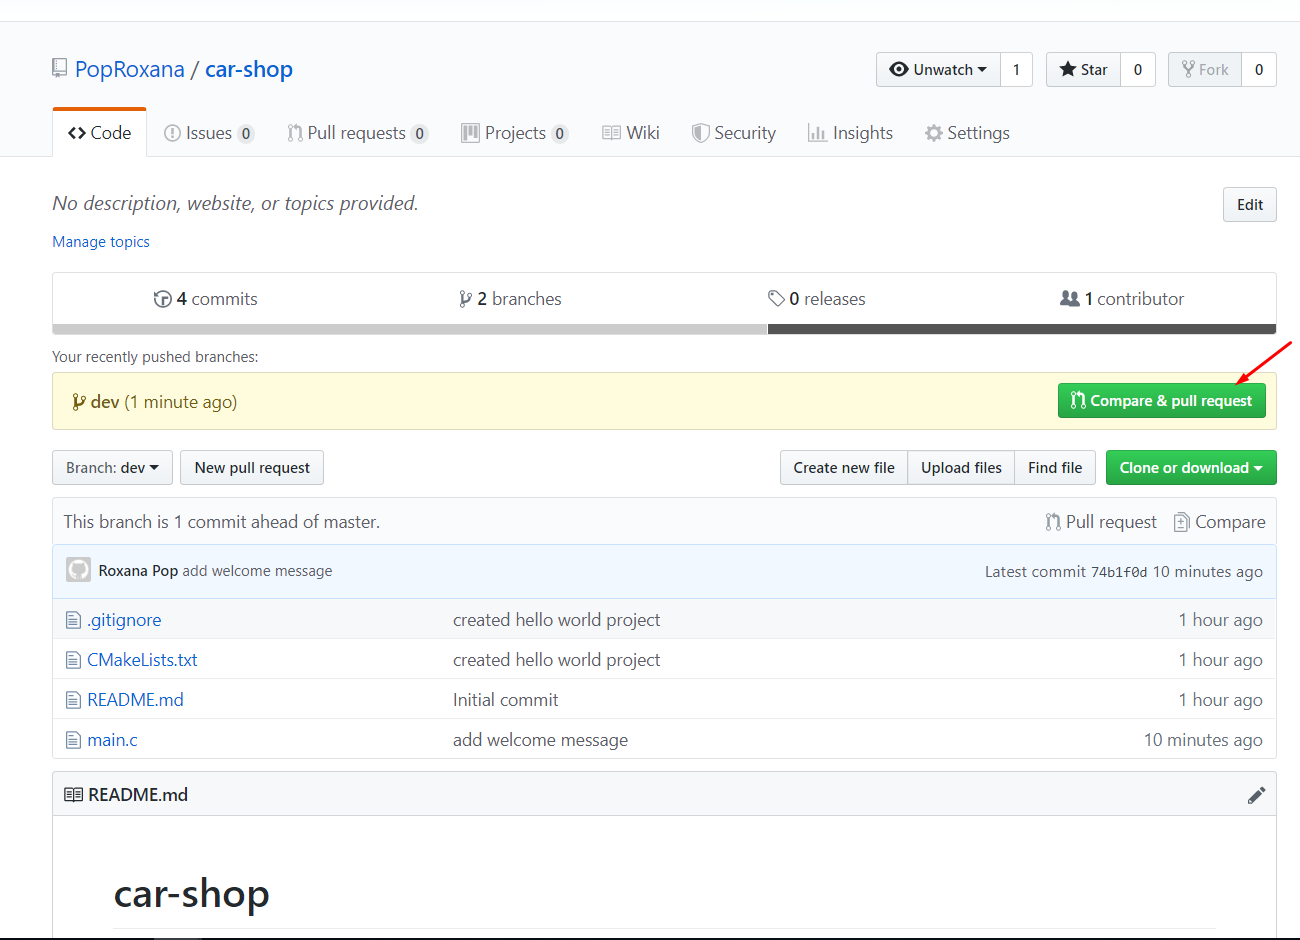 PopRoxana / car-shop
Unwatch 1 Star 0 Fork 0
Code Issues 0 Pull requests 0 Projects 0 Wiki Security Insights Settings
No description, website, or topics provided. Edit
Manage topics
4 commits 2 branches 0 releases 1 contributor
Your recently pushed branches:
dev (1 minute ago) Compare & pull request
Branch: dev New pull request Create new file Upload files Find file Clone or download
This branch is 1 commit ahead of master. Pull request Compare
Roxana Pop add welcome message Latest commit 74b1f0d 10 minutes ago
.gitignore created hello world project 1 hour ago
CMakeLists.txt created hello world project 1 hour ago
README.md Initial commit 1 hour ago
main.c add welcome message 10 minutes ago
README.md
car-shop